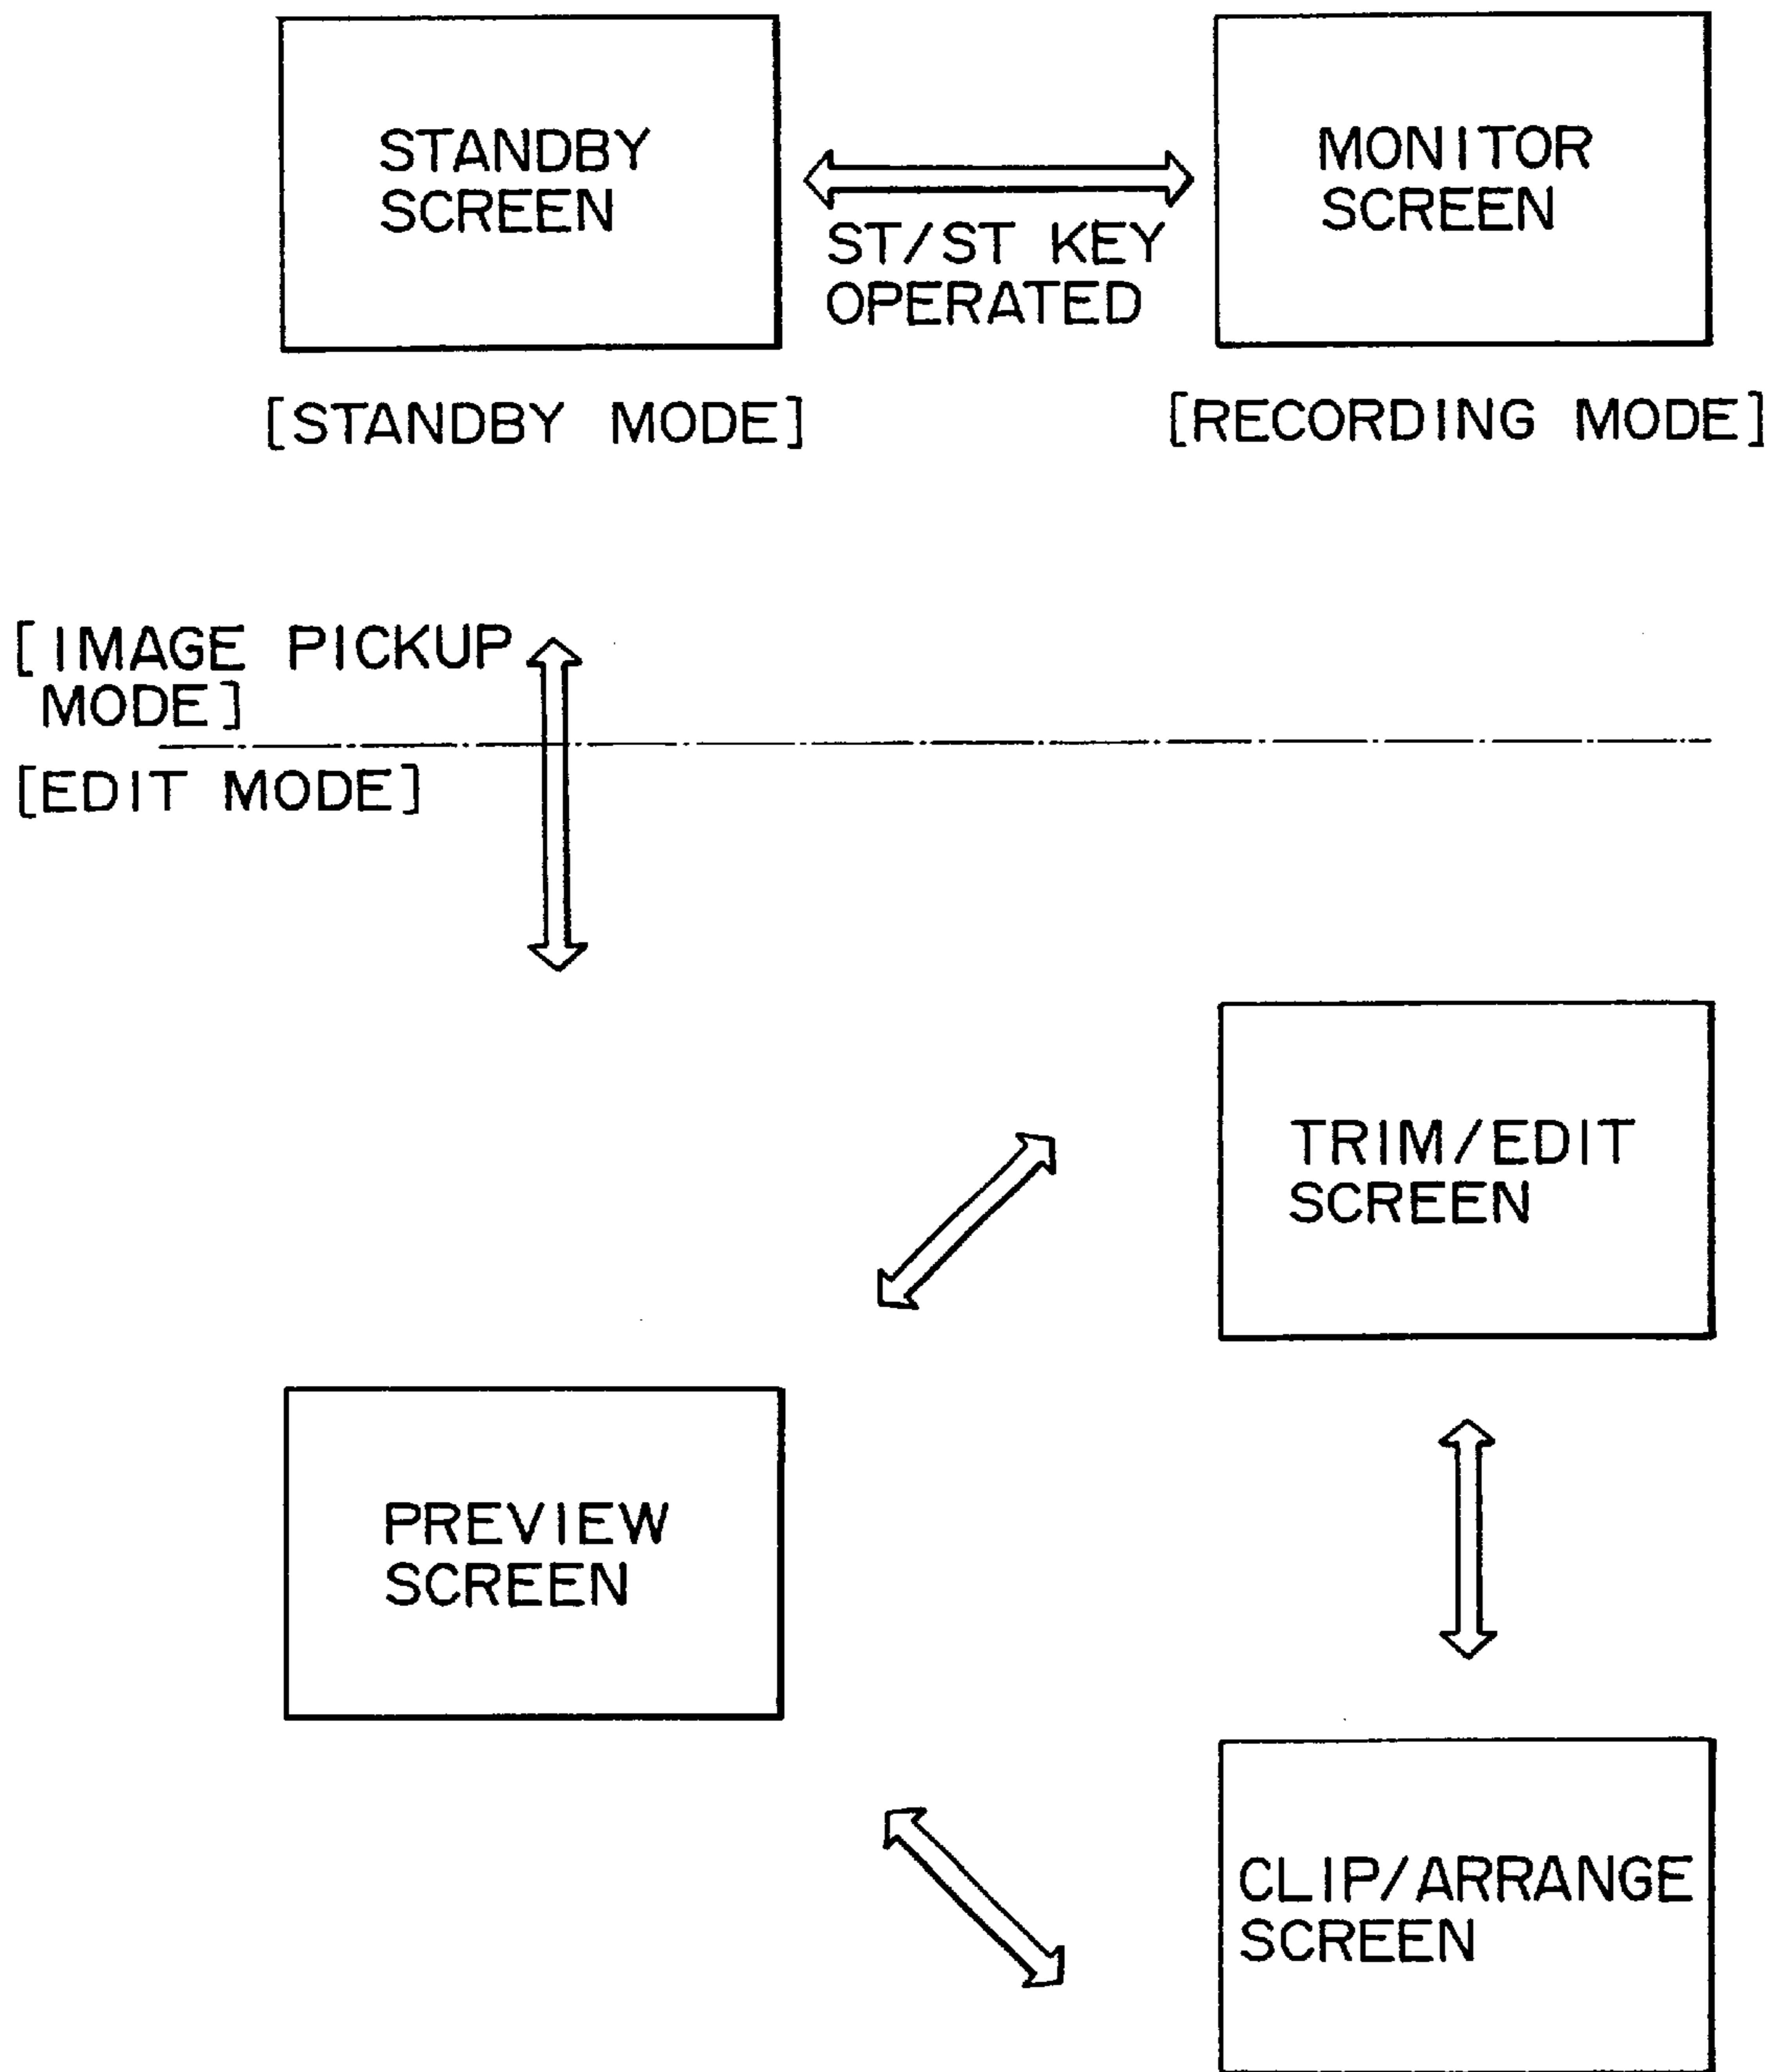 STANDBY
SCREEN
MONITOR
SCREEN
ST/ST KEY
OPERATED
[STANDBY MODE]
[RECORDING MODE]
[IMAGE PICKUP
MODE]
[EDIT MODE]
TRIM/EDIT
SCREEN
PREVIEW
SCREEN
CLIP/ARRANGE
SCREEN